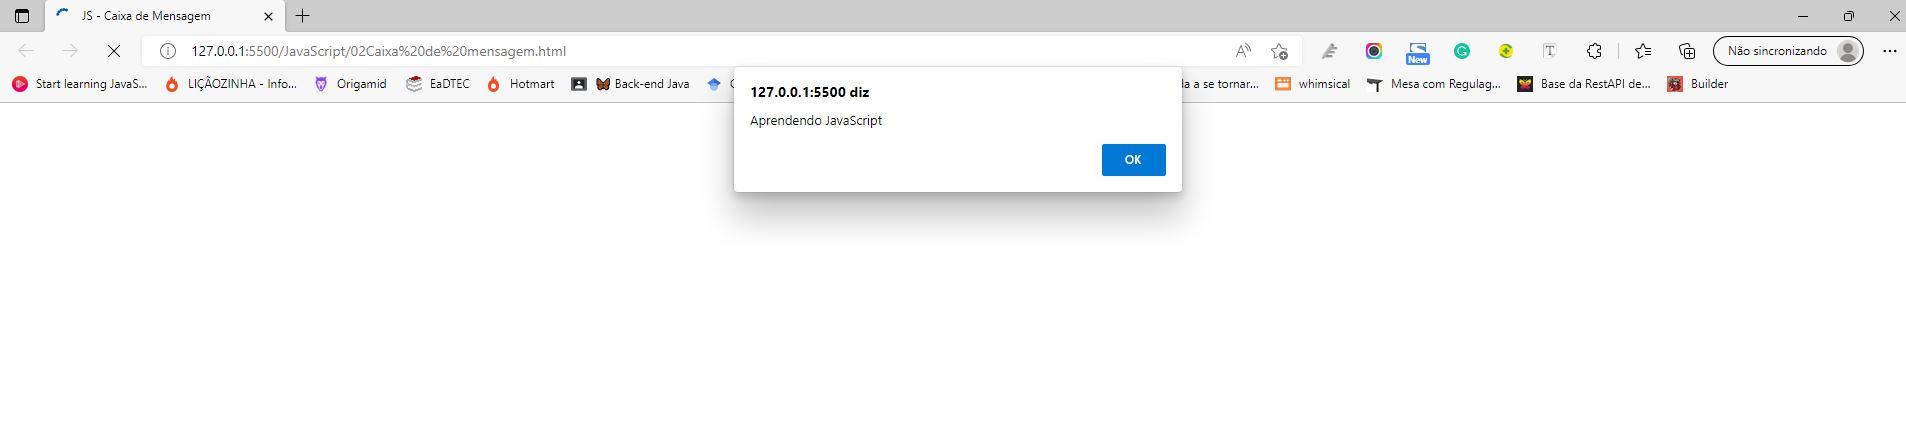 JS - Caixa de Mensagem
127.0.0.1:5500/JavaScript/02Caixa%20de%20mensagem.html
New
Não sincronizando
Start learning JavaS...
LIÇÃOZINHA - Info...
Origamid
EaDTEC
Hotmart
Back-end Java
a se tornar...
whimsical
Mesa com Regulag...
Base da RestAPI de...
Builder
127.0.0.1:5500 diz
Aprendendo JavaScript
OK